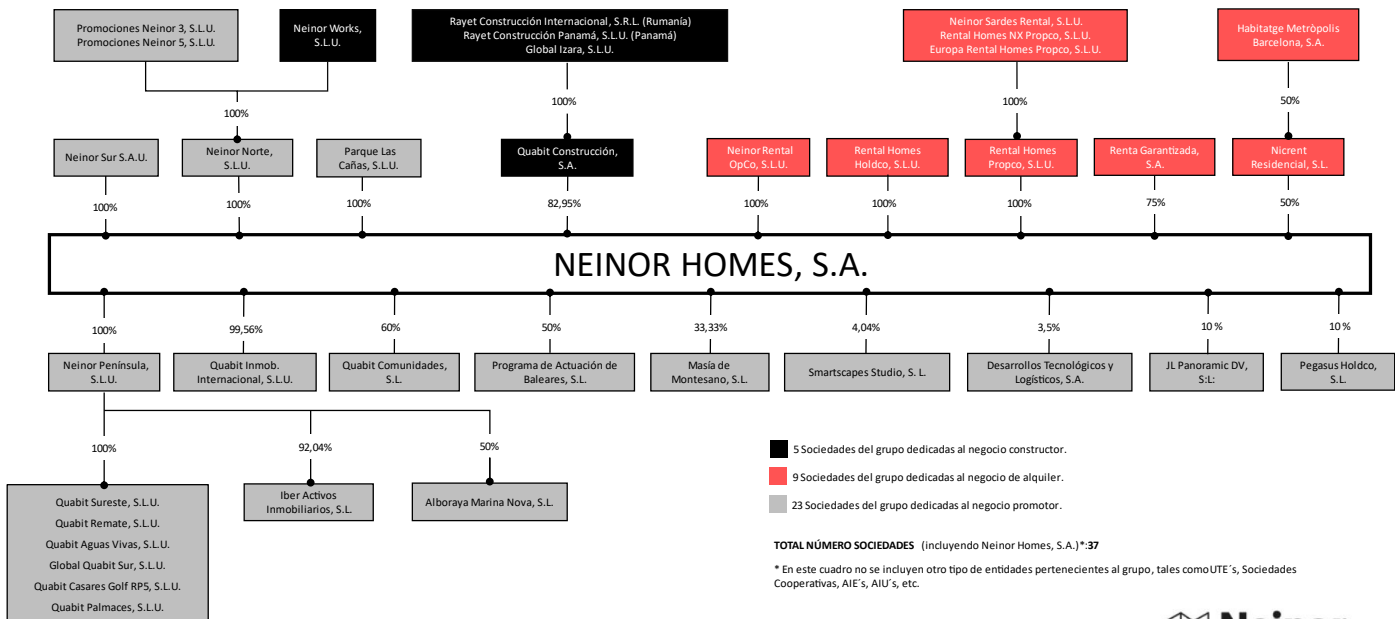 Promociones Neinor 3, S.L.U.
Promociones Neinor 5, S.L.U.
Neinor Works,
S.L.U.
Rayet Construcción Internacional, S.R.L. (Rumanía)
Rayet Construcción Panamá, S.L.U. (Panamá)
Global Izara, S.L.U.
Neinor Sardes Rental, S.L.U.
Rental Homes NX Propco, S.L.U.
Europa Rental Homes Propco, S.L.U.
Habitatge Metròpolis
Barcelona, S.A.
100%
100%
100%
50%
Neinor Sur S.A.U.
Neinor Norte,
S.L.U.
Parque Las
Cañas, S.L.U.
Quabit Construcción,
S.A.
Neinor Rental
OpCo, S.L.U.
Rental Homes
Holdco, S.L.U.
Rental Homes
Propco, S.L.U.
Renta Garantizada,
S.A.
Nicrent
Residencial, S.L.
100%
100%
100%
82,95%
100%
100%
100%
75%
50%
NEINOR HOMES, S.A.
100%
99,56%
60%
50%
33,33%
4,04%
3,5%
10 %
10 %
Neinor Península,
S.L.U.
Quabit Inmob.
Internacional, S.L.U.
Quabit Comunidades,
S.L.
Programa de Actuación de
Baleares, S.L.
Masía de
Montesano, S.L.
Smartscapes Studio, S. L.
Desarrollos Tecnológicos y
Logísticos, S.A.
JL Panoramic DV,
S:L:
Pegasus Holdco,
S.L.
100%
92,04%
50%
Quabit Sureste, S.L.U.
Quabit Remate, S.L.U.
Quabit Aguas Vivas, S.L.U.
Global Quabit Sur, S.L.U.
Quabit Casares Golf RP5, S.L.U.
Quabit Palmaces, S.L.U.
Iber Activos
Inmobiliarios, S.L.
Alboraya Marina Nova, S.L.
5 Sociedades del grupo dedicadas al negocio constructor.
9 Sociedades del grupo dedicadas al negocio de alquiler.
23 Sociedades del grupo dedicadas al negocio promotor.
TOTAL NÚMERO SOCIEDADES (incluyendo Neinor Homes, S.A.)*:37
* En este cuadro no se incluyen otro tipo de entidades pertenecientes al grupo, tales comoUTE´s, Sociedades
Cooperativas, AIE´s, AIU´s, etc.
Neinor